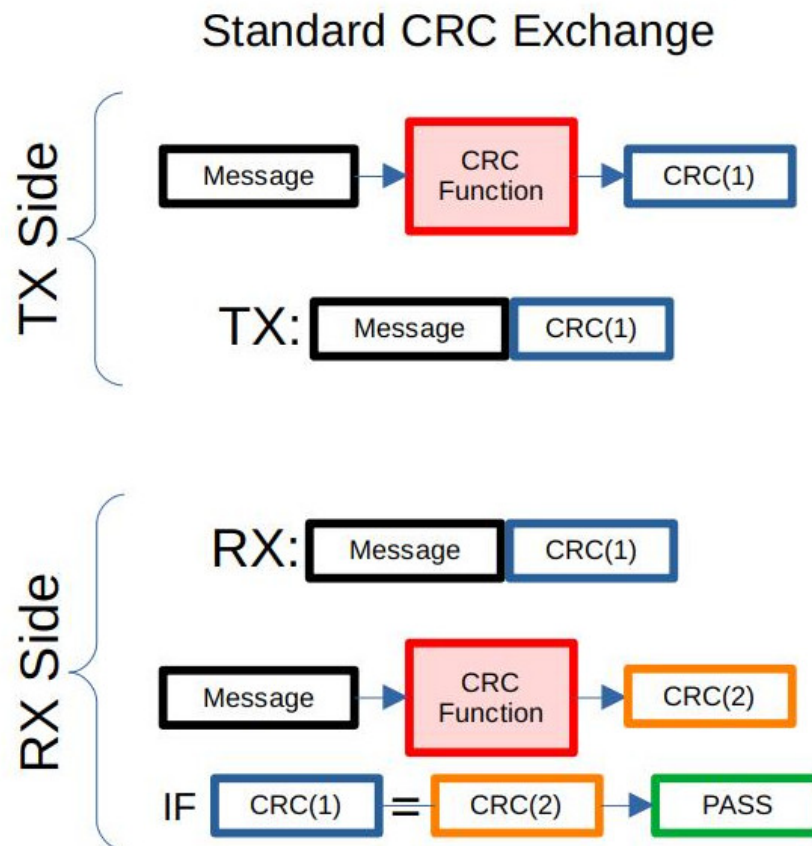 Standard CRC Exchange
TX Side
Message
CRC
Function
CRC(1)
TX: Message CRC(1)
RX Side
RX: Message CRC(1)
Message
CRC
Function
CRC(2)
IF CRC(1) = CRC(2) PASS